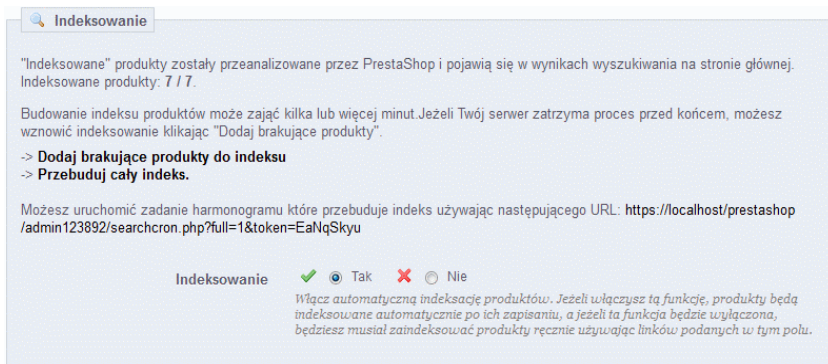 Indeksowanie
"Indeksowane" produkty zostały przeanalizowane przez PrestaShop i pojawią się w wynikach wyszukiwania na stronie głównej.
Indeksowane produkty: 7 / 7.
Budowanie indeksu produktów może zająć kilka lub więcej minut.Jeżeli Twój serwer zatrzyma proces przed końcem, możesz
wznowić indeksowanie klikając "Dodaj brakujące produkty".
-> Dodaj brakujące produkty do indeksu
-> Przebuduj cały indeks.
Możesz uruchomić zadanie harmonogramu które przebuduje indeks używając następującego URL: https://localhost/prestashop
/admin123892/searchcron.php?full=1&token=EaNqSkyu
Indeksowanie Tak Nie
Włącz automatyczną indeksację produktów. Jeżeli włączysz tą funkcję, produkty będą
indeksowane automatycznie po ich zapisaniu, a jeżeli ta funkcja będzie wyłączona,
będziesz musiał zaindeksować produkty ręcznie używając linków podanych w tym polu.